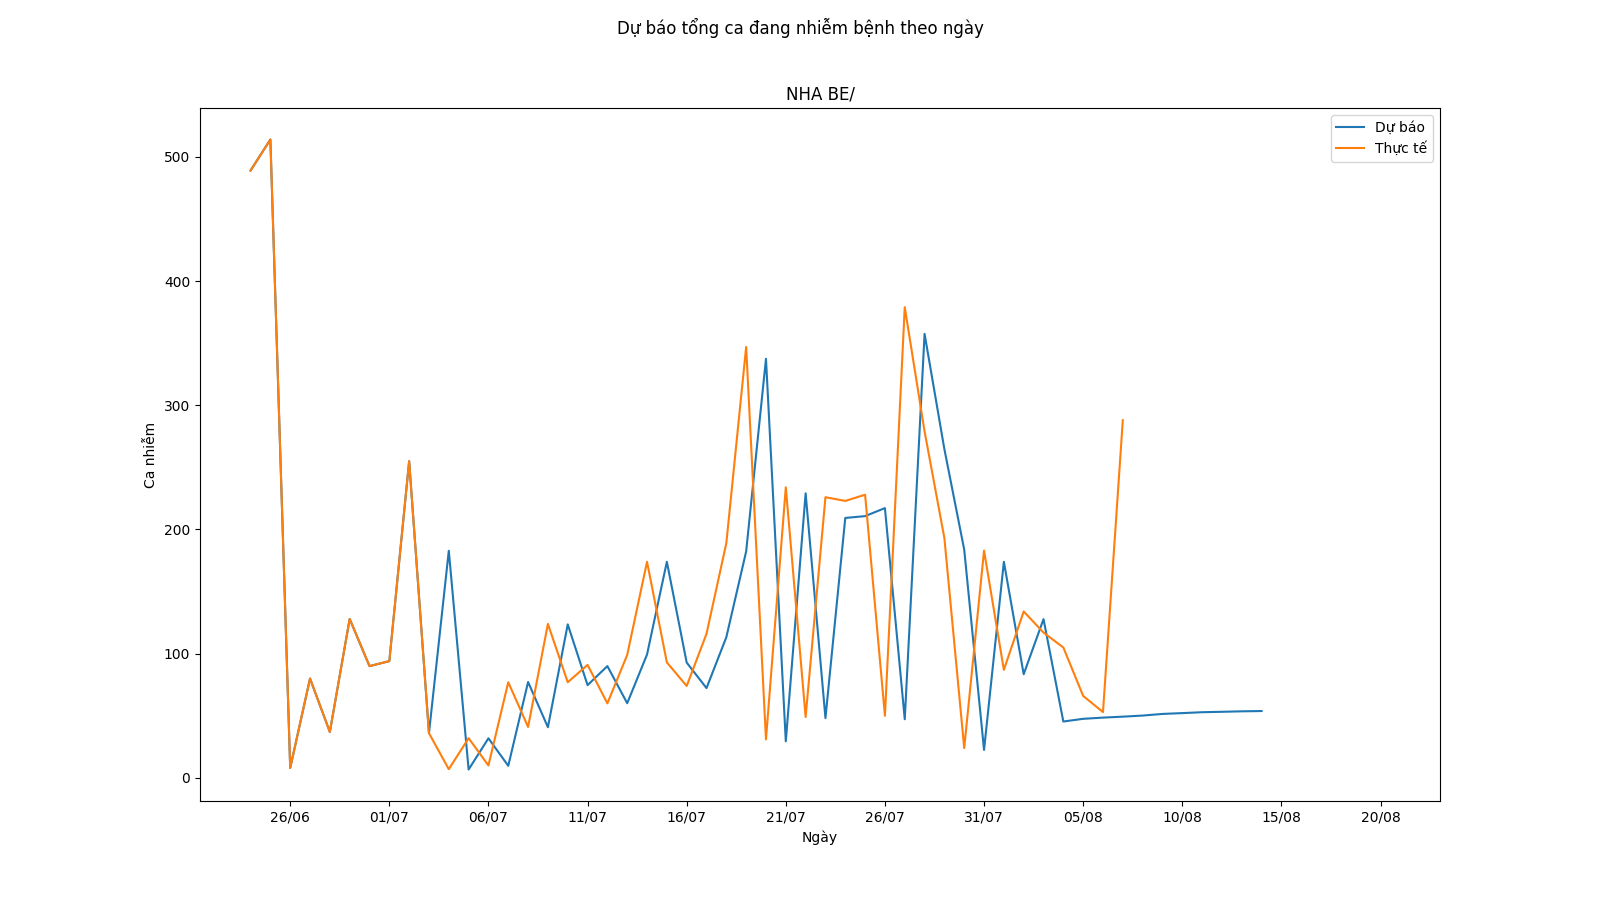 Dự báo tổng ca đang nhiễm bệnh theo ngày
NHA BE/
Dự báo
Thực tế
500
400
300
200
100
0
Ca nhiễm
26/06 01/07 06/07 11/07 16/07 21/07 26/07 31/07 05/08 10/08 15/08 20/08
Ngày